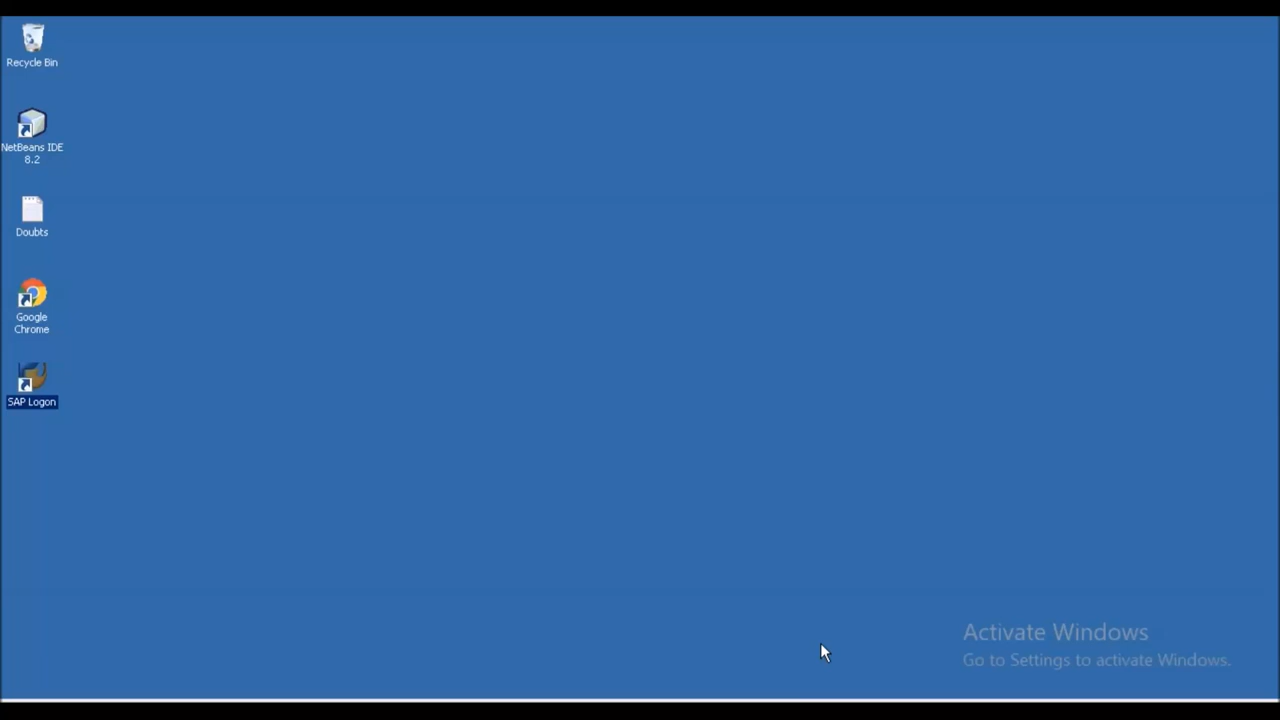 Recycle Bin
NetBeans IDE
8.2
Doubts
Google
Chrome
SAP Logon
Activate Windows
Go to Settings to activate Windows.